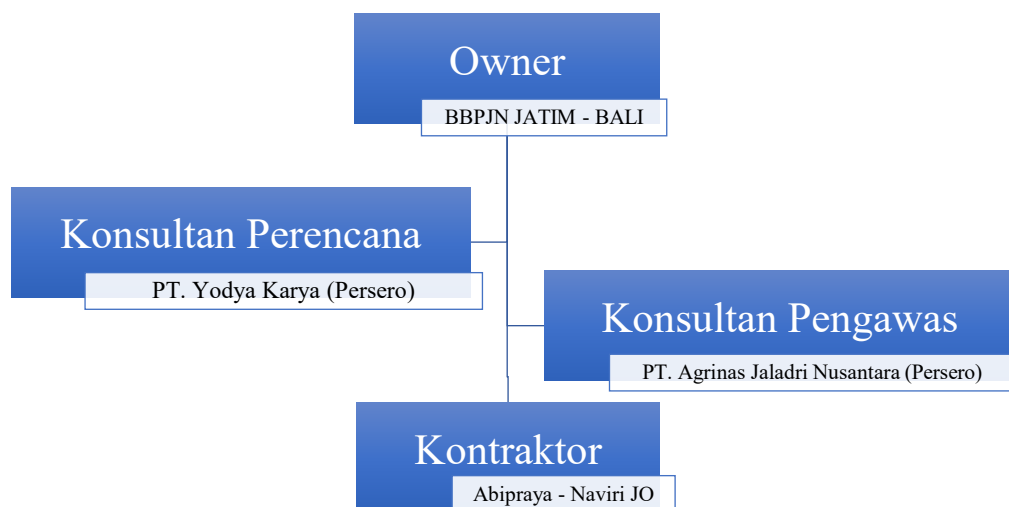 Owner
BBPJN JATIM - BALI
Konsultan Perencana
PT. Yodya Karya (Persero)
Konsultan Pengawas
PT. Agrinas Jaladri Nusantara (Persero)
Kontraktor
Abipraya - Naviri JO